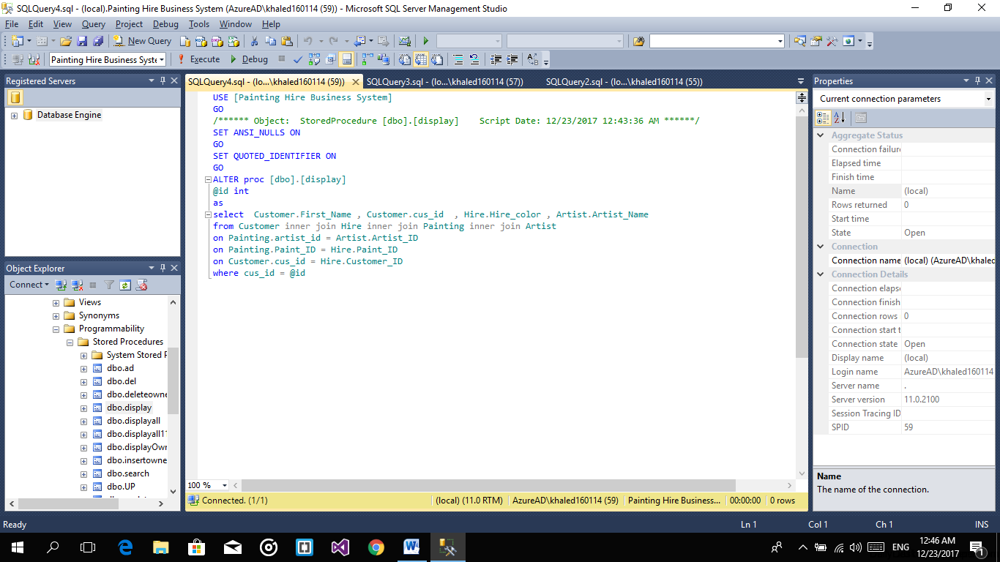 SQLQuery4.sql - (local).Painting Hire Business System (AzureAD\khaled160114 (59)) - Microsoft SQL Server Management Studio
File Edit View Query Project Debug Tools Window Help
New Query
Painting Hire Business Syste Execute Debug
Registered Servers
Database Engine
SQLQuery4.sql - (lo...\khaled160114 (59)) SQLQuery3.sql - (lo...\khaled160114 (57)) SQLQuery2.sql - (lo...\khaled160114 (55))
USE [Painting Hire Business System]
GO
/****** Object:  StoredProcedure [dbo].[display]    Script Date: 12/23/2017 12:43:36 AM ******/
SET ANSI_NULLS ON
GO
SET QUOTED_IDENTIFIER ON
GO
ALTER proc [dbo].[display]
@id int
as
select  Customer.First_Name , Customer.cus_id  , Hire.Hire_color , Artist.Artist_Name
from Customer inner join Hire inner join Painting inner join Artist
on Painting.artist_id = Artist.Artist_ID
on Painting.Paint_ID = Hire.Paint_ID
on Customer.cus_id = Hire.Customer_ID
where cus_id = @id
100 %
Connected. (1/1) (local) (11.0 RTM) AzureAD\khaled160114 (59) Painting Hire Business... 00:00:00 0 rows
Object Explorer
Connect
Views
Synonyms
Programmability
Stored Procedures
System Stored P
dbo.ad
dbo.del
dbo.deleteowne
dbo.display
dbo.displayall
dbo.displayall1
dbo.displayOwn
dbo.insertowne
dbo.search
dbo.UP
Properties
Current connection parameters
Aggregate Status
Connection failure
Elapsed time
Finish time
Name (local)
Rows returned 0
Start time
State Open
Connection
Connection name (local) (AzureAD\khaled
Connection Details
Connection elapse
Connection finish
Connection rows 0
Connection start t
Connection state Open
Display name (local)
Login name AzureAD\khaled160114
Server name .
Server version 11.0.2100
Session Tracing ID
SPID 59
Name
The name of the connection.
Ready Ln 1 Col 1 Ch 1 INS
ENG 12:46 AM
12/23/2017
1